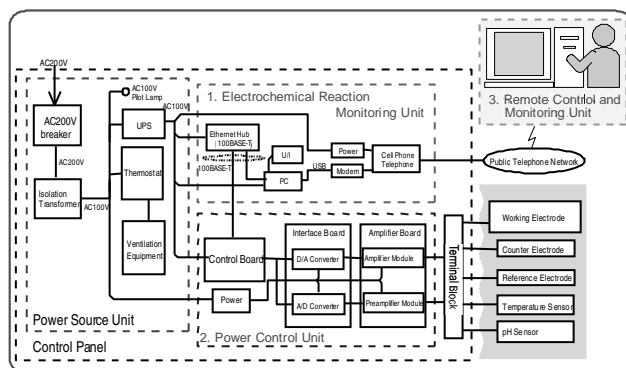 AC200V
AC100V
Pilot Lamp
AC200V
breaker
UPS
AC100V
1. Electrochemical Reaction
Monitoring Unit
3. Remote Control and
Monitoring Unit
Ethernet Hub
100BASE-T
Power
Cell Phone
Telephone
Public Telephone Network
U/I
100BASE-T
USB
Modem
PC
AC200V
Thermostat
Isolation
Transformer
AC100V
Ventilation
Equipment
Working Electrode
Interface Board
Amplifier Board
Terminal Block
Control Board
D/A Converter
Amplifier Module
Counter Electrode
Reference Electrode
Power
A/D Converter
Preamplifier Module
Temperature Sensor
Power Source Unit
2. Power Control Unit
pH Sensor
Control Panel